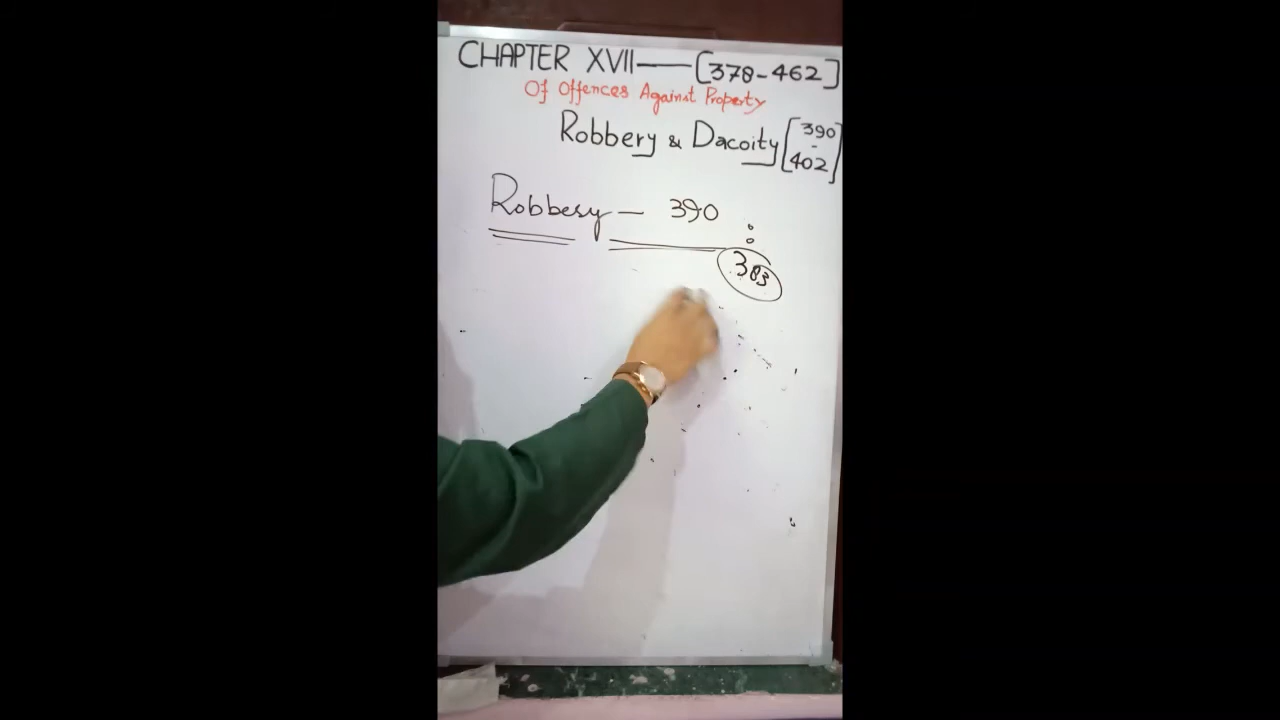 CHAPTER XVII — [378-462]
Of Offences Against Property
Robbery & Dacoity [390 - 402]
Robbery — 390 :
383